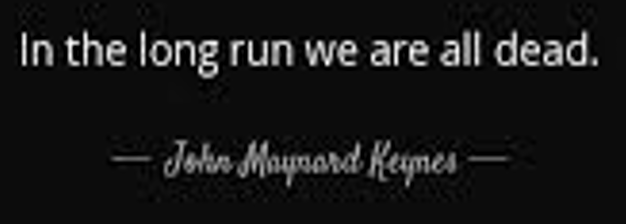 In the long run we are all dead.
— John Maynard Keynes —